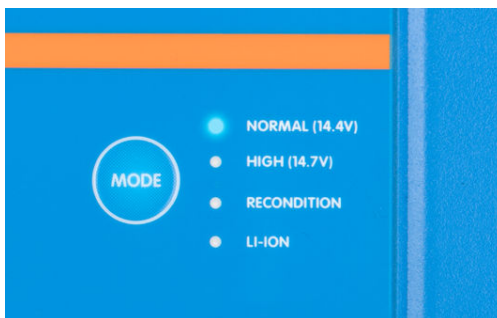 NORMAL (14.4V)
HIGH (14.7V)
MODE
RECONDITION
LI-ION